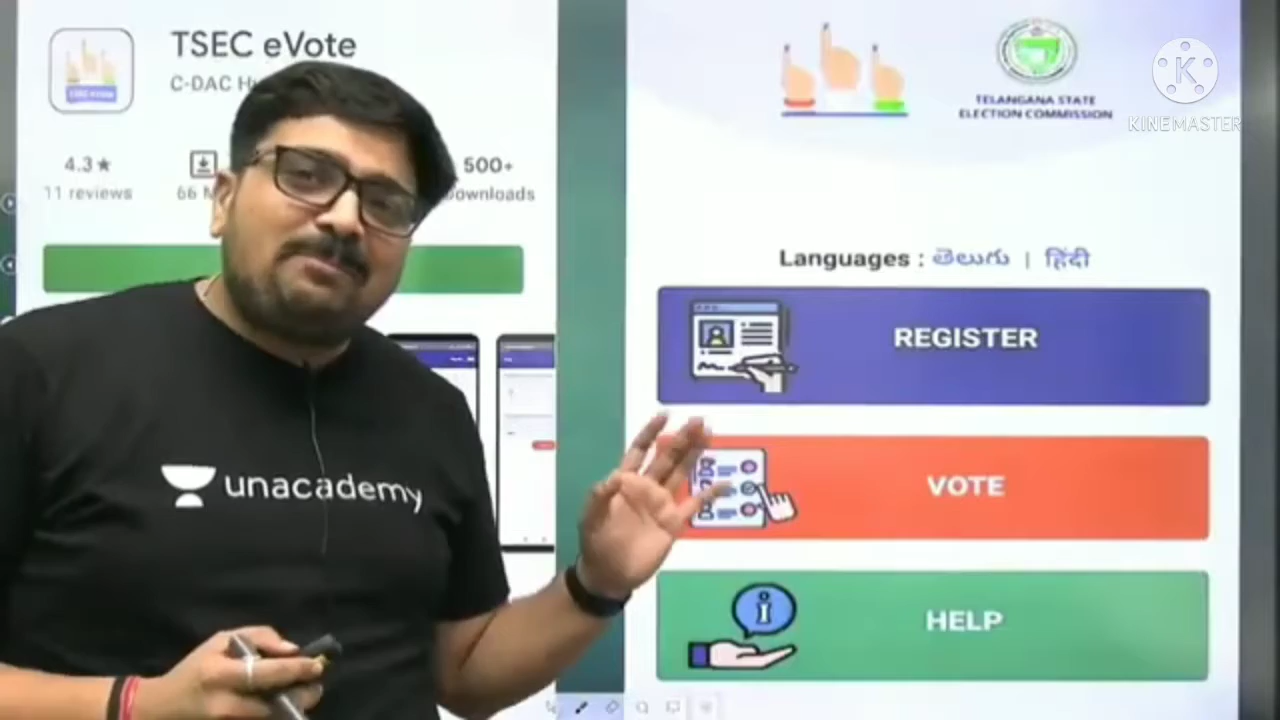 TSEC eVote
C-DAC
4.3★
11 reviews
66
500+
Downloads
TELANGANA STATE
ELECTION COMMISSION
KINEMASTER
Languages : తెలుగు | हिंदी
REGISTER
VOTE
HELP
unacademy